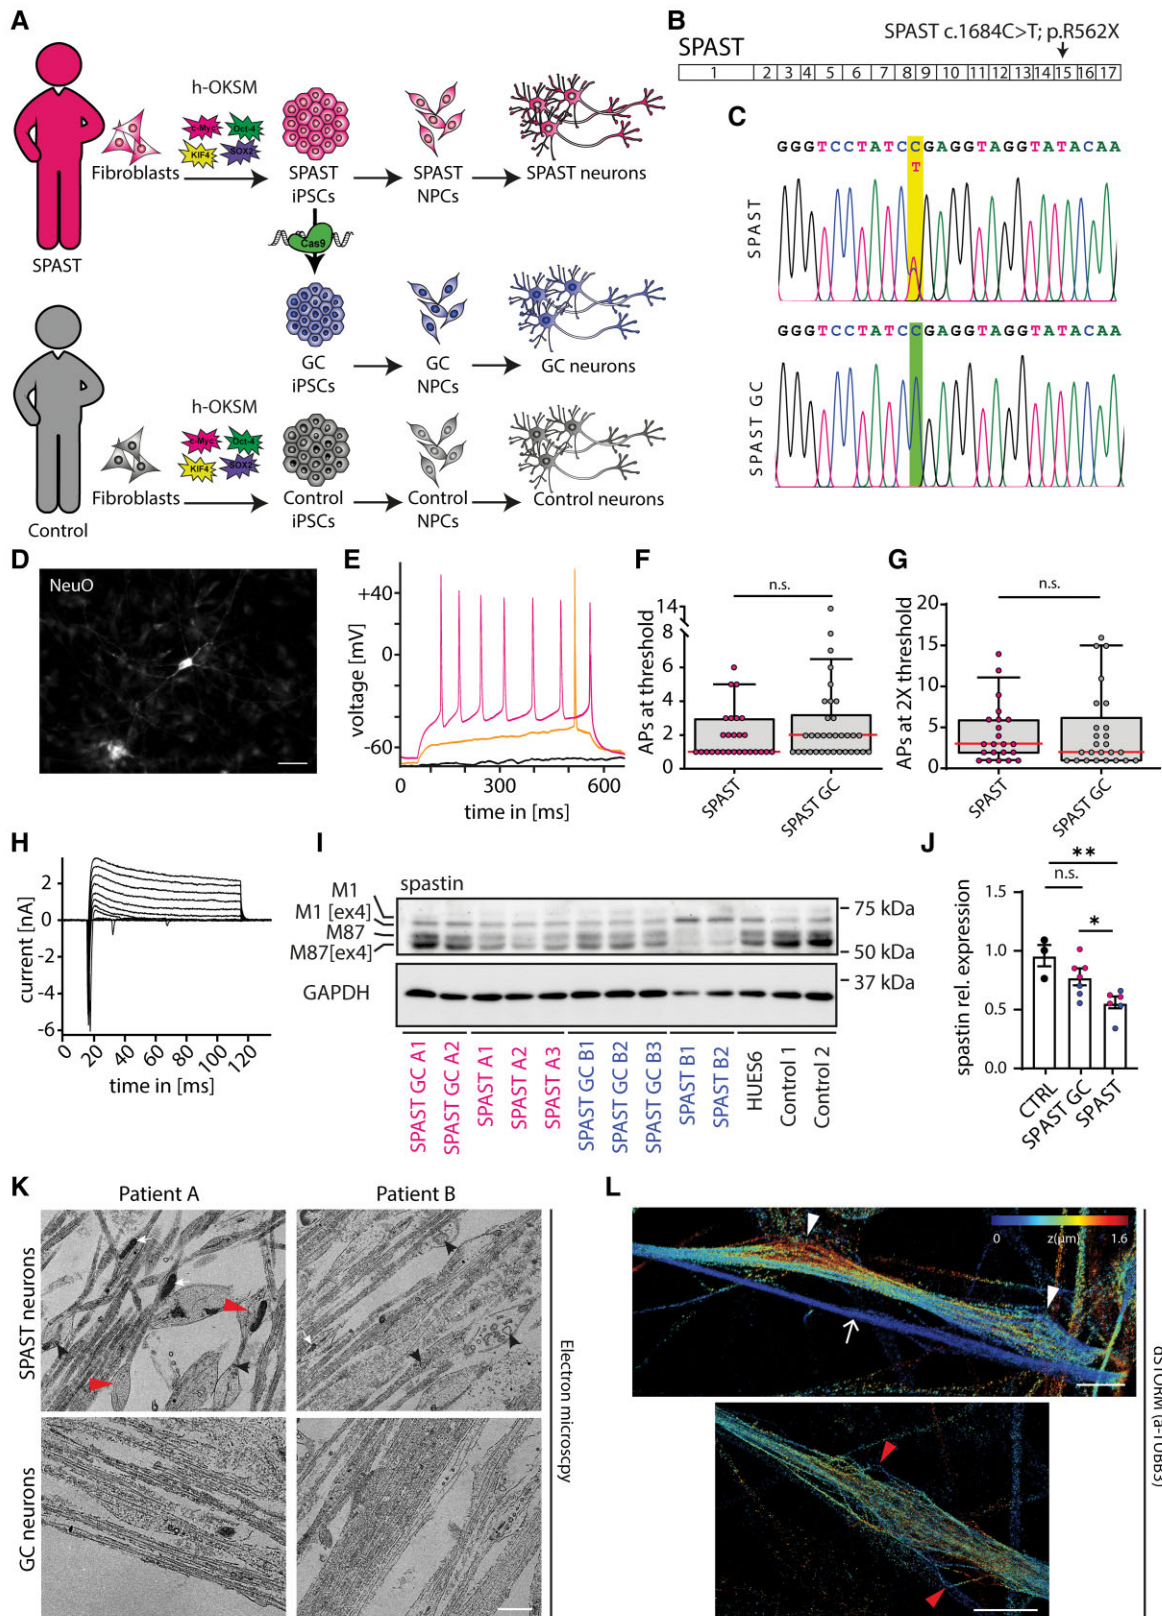 A
SPAST
h-OKSM
c-Myc
Oct-4
KlF4
SOX2
Fibroblasts
SPAST
iPSCs
SPAST
NPCs
SPAST neurons
Cas9
GC
iPSCs
GC
NPCs
GC neurons
Control
h-OKSM
c-Myc
Oct-4
KlF4
SOX2
Fibroblasts
Control
iPSCs
Control
NPCs
Control neurons
B
SPAST c.1684C>T; p.R562X
SPAST
1 2 3 4 5 6 7 8 9 10 11 12 13 14 15 16 17
C
GGGTCCTATCCGAGGTAGGTATACAA
T
SPAST
GGGTCCTATCCGAGGTAGGTATACAA
SPAST GC
D
NeuO
E
voltage [mV]
+40
0
-60
0 200 400 600
time in [ms]
F
n.s.
APs at threshold
14
8
6
4
2
0
SPAST
SPAST GC
G
n.s.
APs at 2X threshold
20
15
10
5
0
SPAST
SPAST GC
H
current [nA]
2
0
-2
-4
-6
0 20 40 60 80 100 120
time in [ms]
I
spastin
M1
M1 [ex4]
M87
M87[ex4]
75 kDa
50 kDa
GAPDH
37 kDa
SPAST GC A1
SPAST GC A2
SPAST A1
SPAST A2
SPAST A3
SPAST GC B1
SPAST GC B2
SPAST GC B3
SPAST B1
SPAST B2
HUES6
Control 1
Control 2
J
**
n.s.
*
spastin rel. expression
1.5
1.0
0.5
0.0
CTRL
SPAST GC
SPAST
K
Patient A
Patient B
SPAST neurons
GC neurons
Electron microscpy
L
0 z(μm) 1.6
dSTORM (a-TUBB3)